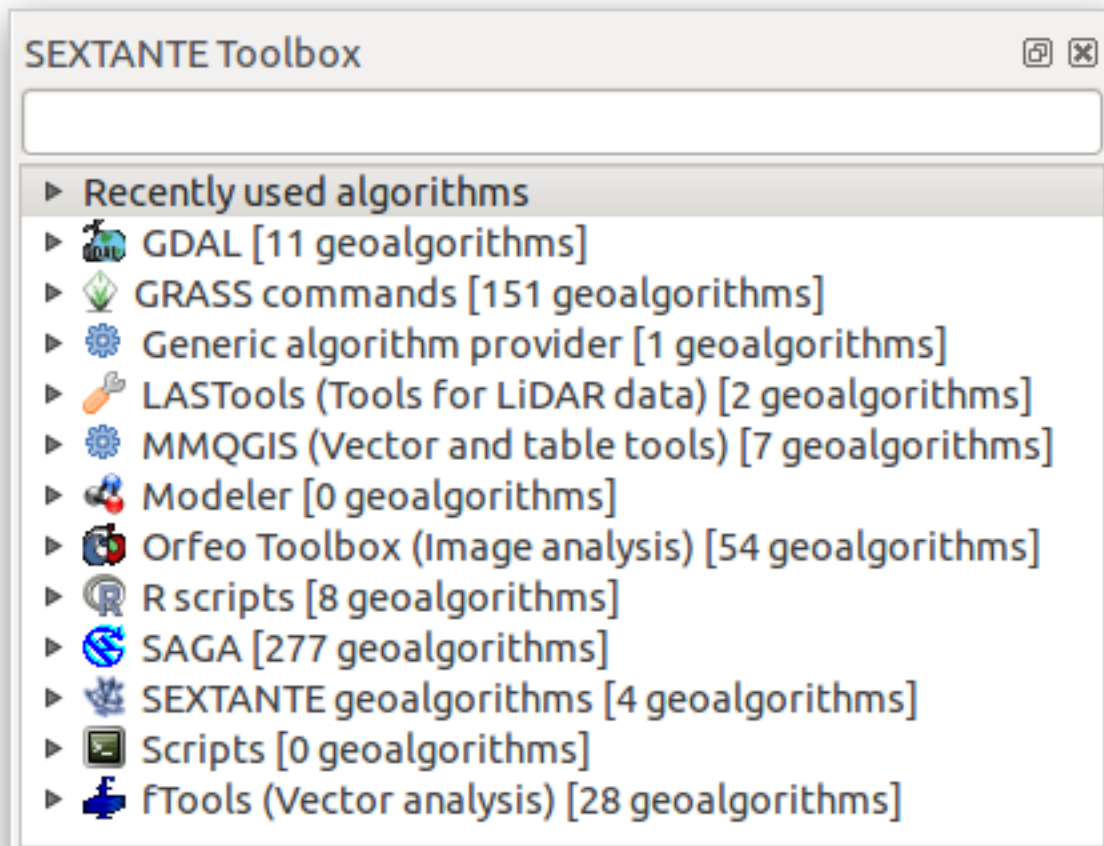 SEXTANTE Toolbox
Recently used algorithms
GDAL [11 geoalgorithms]
GRASS commands [151 geoalgorithms]
Generic algorithm provider [1 geoalgorithms]
LASTools (Tools for LiDAR data) [2 geoalgorithms]
MMQGIS (Vector and table tools) [7 geoalgorithms]
Modeler [0 geoalgorithms]
Orfeo Toolbox (Image analysis) [54 geoalgorithms]
R scripts [8 geoalgorithms]
SAGA [277 geoalgorithms]
SEXTANTE geoalgorithms [4 geoalgorithms]
Scripts [0 geoalgorithms]
fTools (Vector analysis) [28 geoalgorithms]